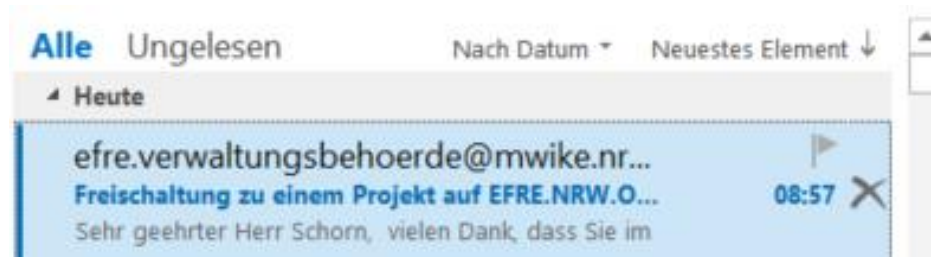 Alle Ungelesen Nach Datum Neuestes Element ↓
Heute
efre.verwaltungsbehoerde@mwike.nr...
Freischaltung zu einem Projekt auf EFRE.NRW.O... 08:57
Sehr geehrter Herr Schorn, vielen Dank, dass Sie im